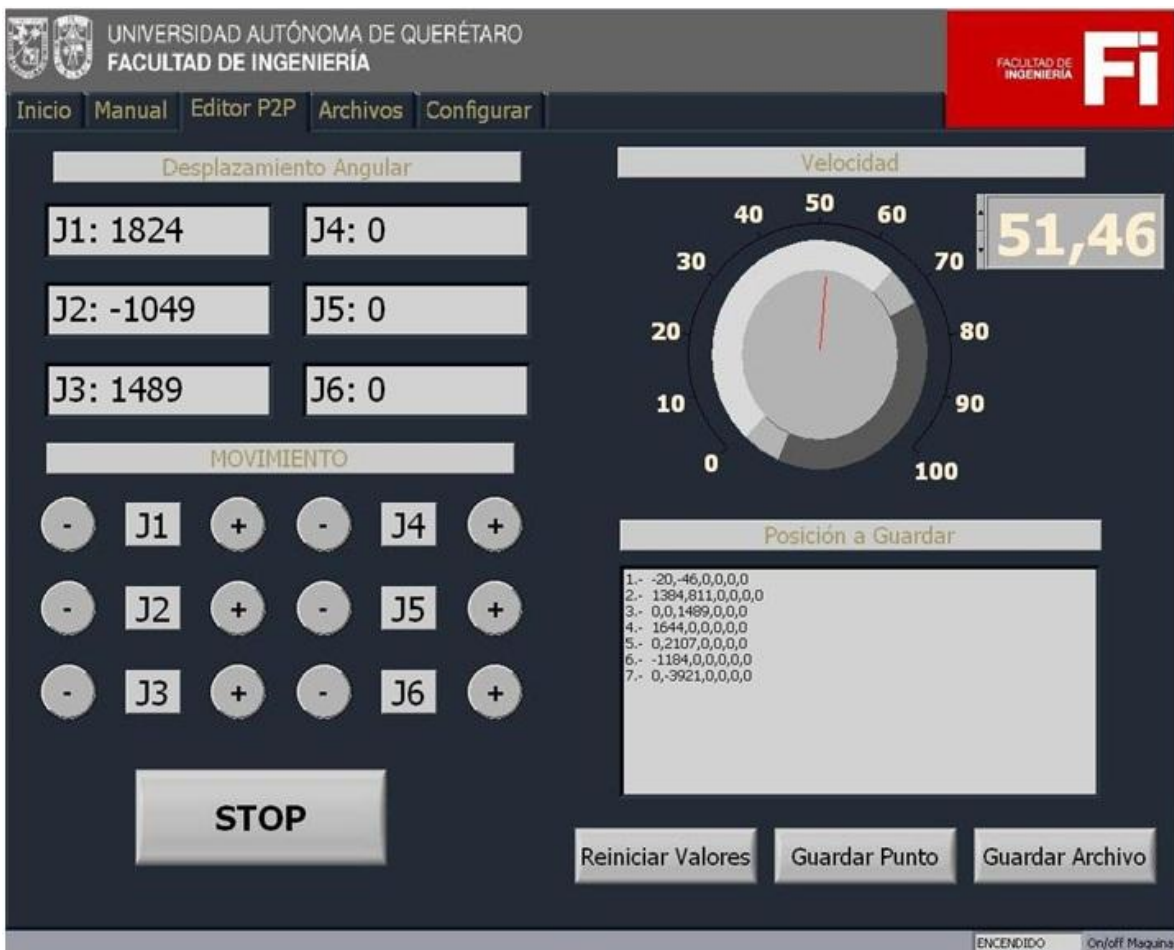 UNIVERSIDAD AUTÓNOMA DE QUERÉTARO
FACULTAD DE INGENIERÍA
FACULTAD DE
INGENIERÍA
Fi
Inicio Manual Editor P2P Archivos Configurar
Desplazamiento Angular
J1: 1824 J4: 0
J2: -1049 J5: 0
J3: 1489 J6: 0
MOVIMIENTO
- J1 + - J4 +
- J2 + - J5 +
- J3 + - J6 +
STOP
Velocidad
51,46
0 10 20 30 40 50 60 70 80 90 100
Posición a Guardar
1.- -20,-46,0,0,0,0
2.- 1384,811,0,0,0,0
3.- 0,0,1489,0,0,0
4.- 1644,0,0,0,0,0
5.- 0,2107,0,0,0,0
6.- -1184,0,0,0,0,0
7.- 0,-3921,0,0,0,0
Reiniciar Valores Guardar Punto Guardar Archivo
ENCENDIDO On/off Maquina